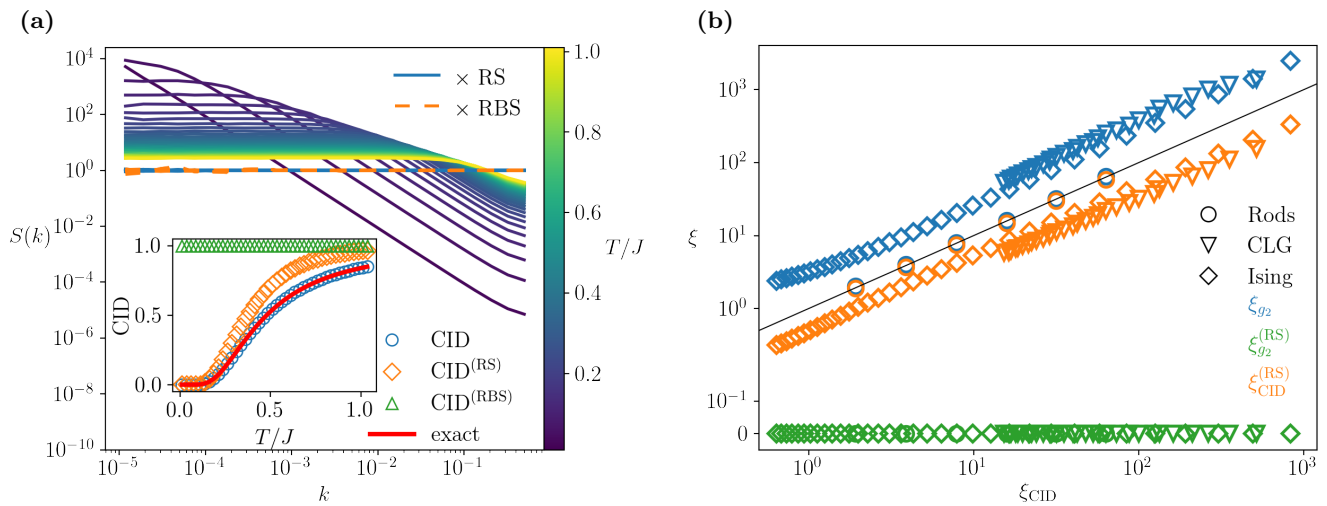 (a)
10^4
10^2
10^0
10^−2
10^−4
10^−6
10^−8
10^−10
S(k)
× RS
× RBS
1.0
0.8
0.6
0.4
0.2
T/J
1.0
0.5
0.0
CID
0.0 0.5 1.0
T/J
CID
CID^(RS)
CID^(RBS)
exact
10^−5 10^−4 10^−3 10^−2 10^−1
k
(b)
10^3
10^2
10^1
10^0
10^−1
0
ξ
Rods
CLG
Ising
ξ_g₂
ξ_g₂^(RS)
ξ_CID^(RS)
10^0 10^1 10^2 10^3
ξ_CID